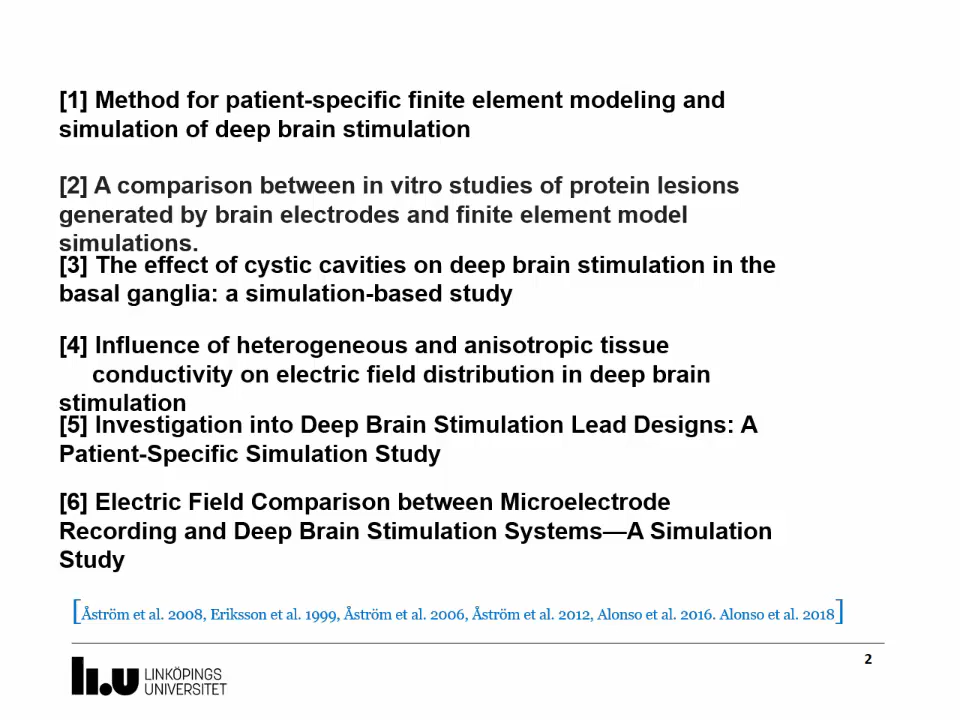 [1] Method for patient-specific finite element modeling and
simulation of deep brain stimulation
[2] A comparison between in vitro studies of protein lesions
generated by brain electrodes and finite element model
simulations.
[3] The effect of cystic cavities on deep brain stimulation in the
basal ganglia: a simulation-based study
[4] Influence of heterogeneous and anisotropic tissue
conductivity on electric field distribution in deep brain
stimulation
[5] Investigation into Deep Brain Stimulation Lead Designs: A
Patient-Specific Simulation Study
[6] Electric Field Comparison between Microelectrode
Recording and Deep Brain Stimulation Systems—A Simulation
Study
[Åström et al. 2008, Eriksson et al. 1999, Åström et al. 2006, Åström et al. 2012, Alonso et al. 2016. Alonso et al. 2018]
2
li.u LINKÖPINGS
UNIVERSITET